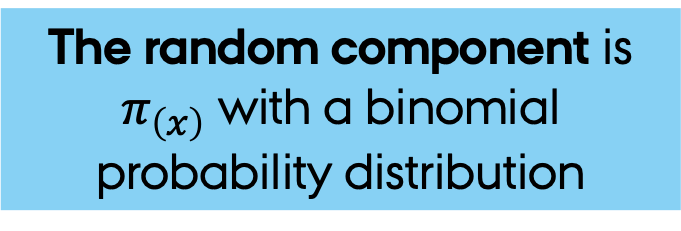 The random component is
π(x) with a binomial
probability distribution